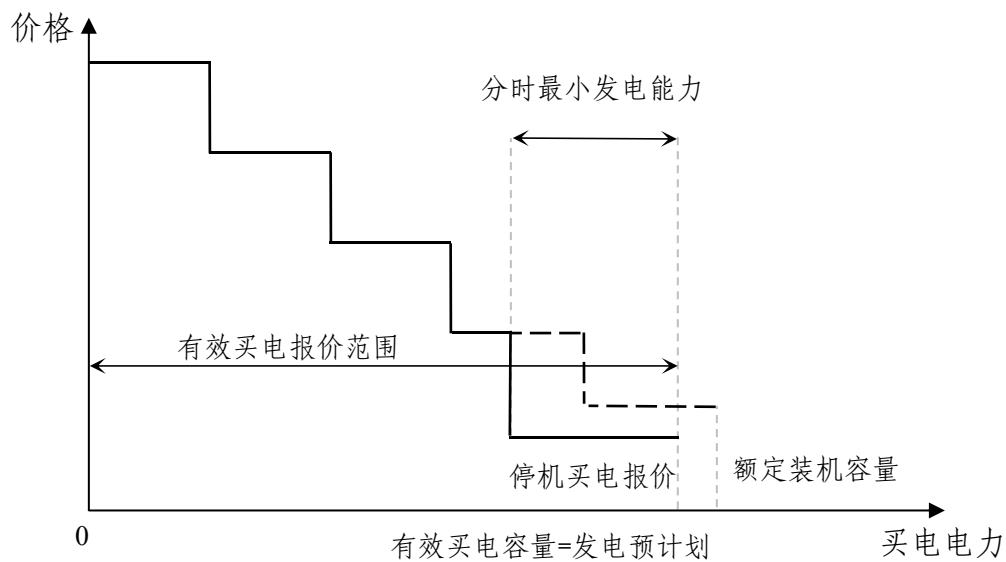 价格
分时最小发电能力
有效买电报价范围
停机买电报价
额定装机容量
0
有效买电容量=发电预计划
买电电力